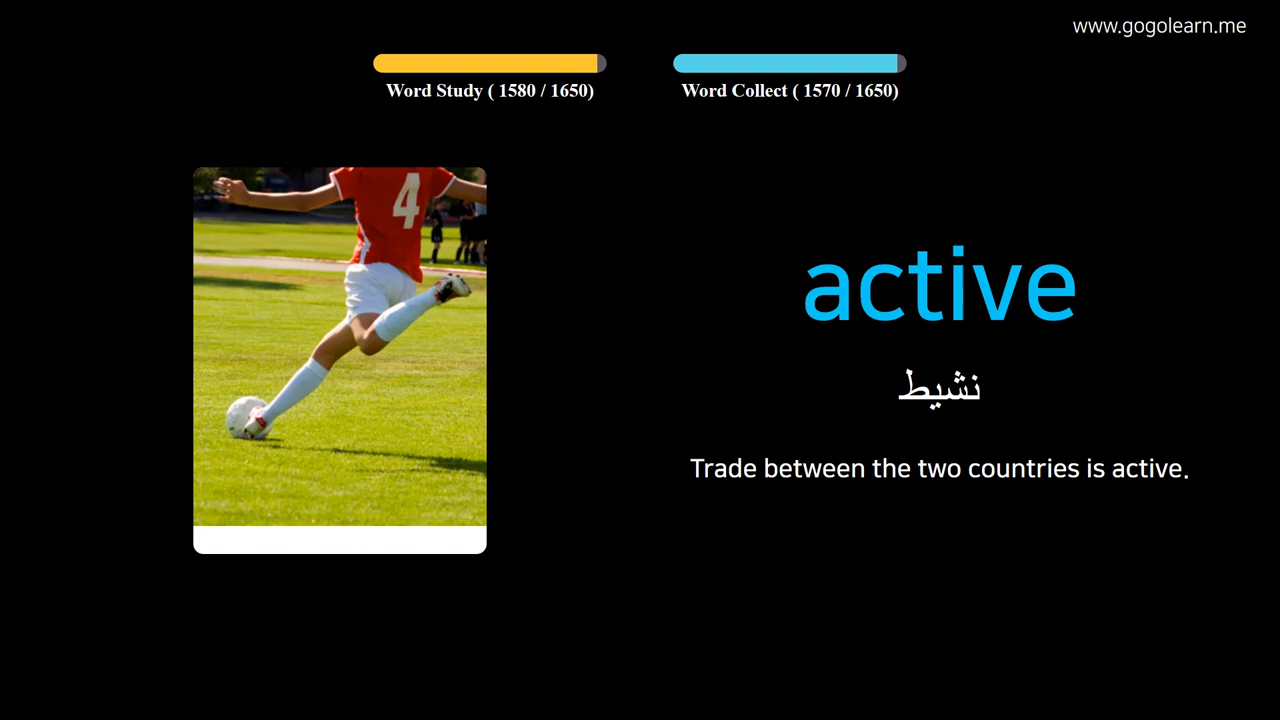 www.gogolearn.me
Word Study ( 1580 / 1650)
Word Collect ( 1570 / 1650)
4
active
نشيط
Trade between the two countries is active.